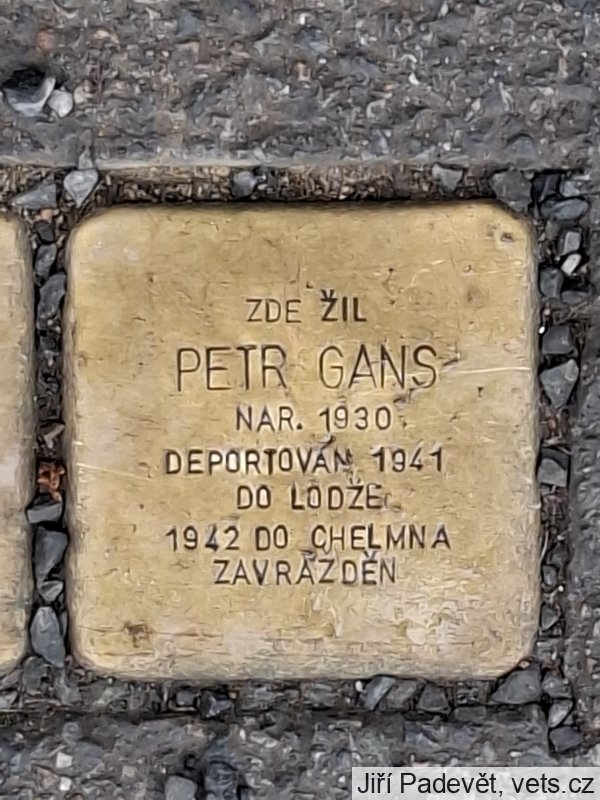 ZDE ŽIL
PETR GANS
NAR. 1930
DEPORTOVÁN 1941
DO LODŽE
1942 DO CHELMNA
ZAVRAŽDĚN
Jiří Padevět, vets.cz